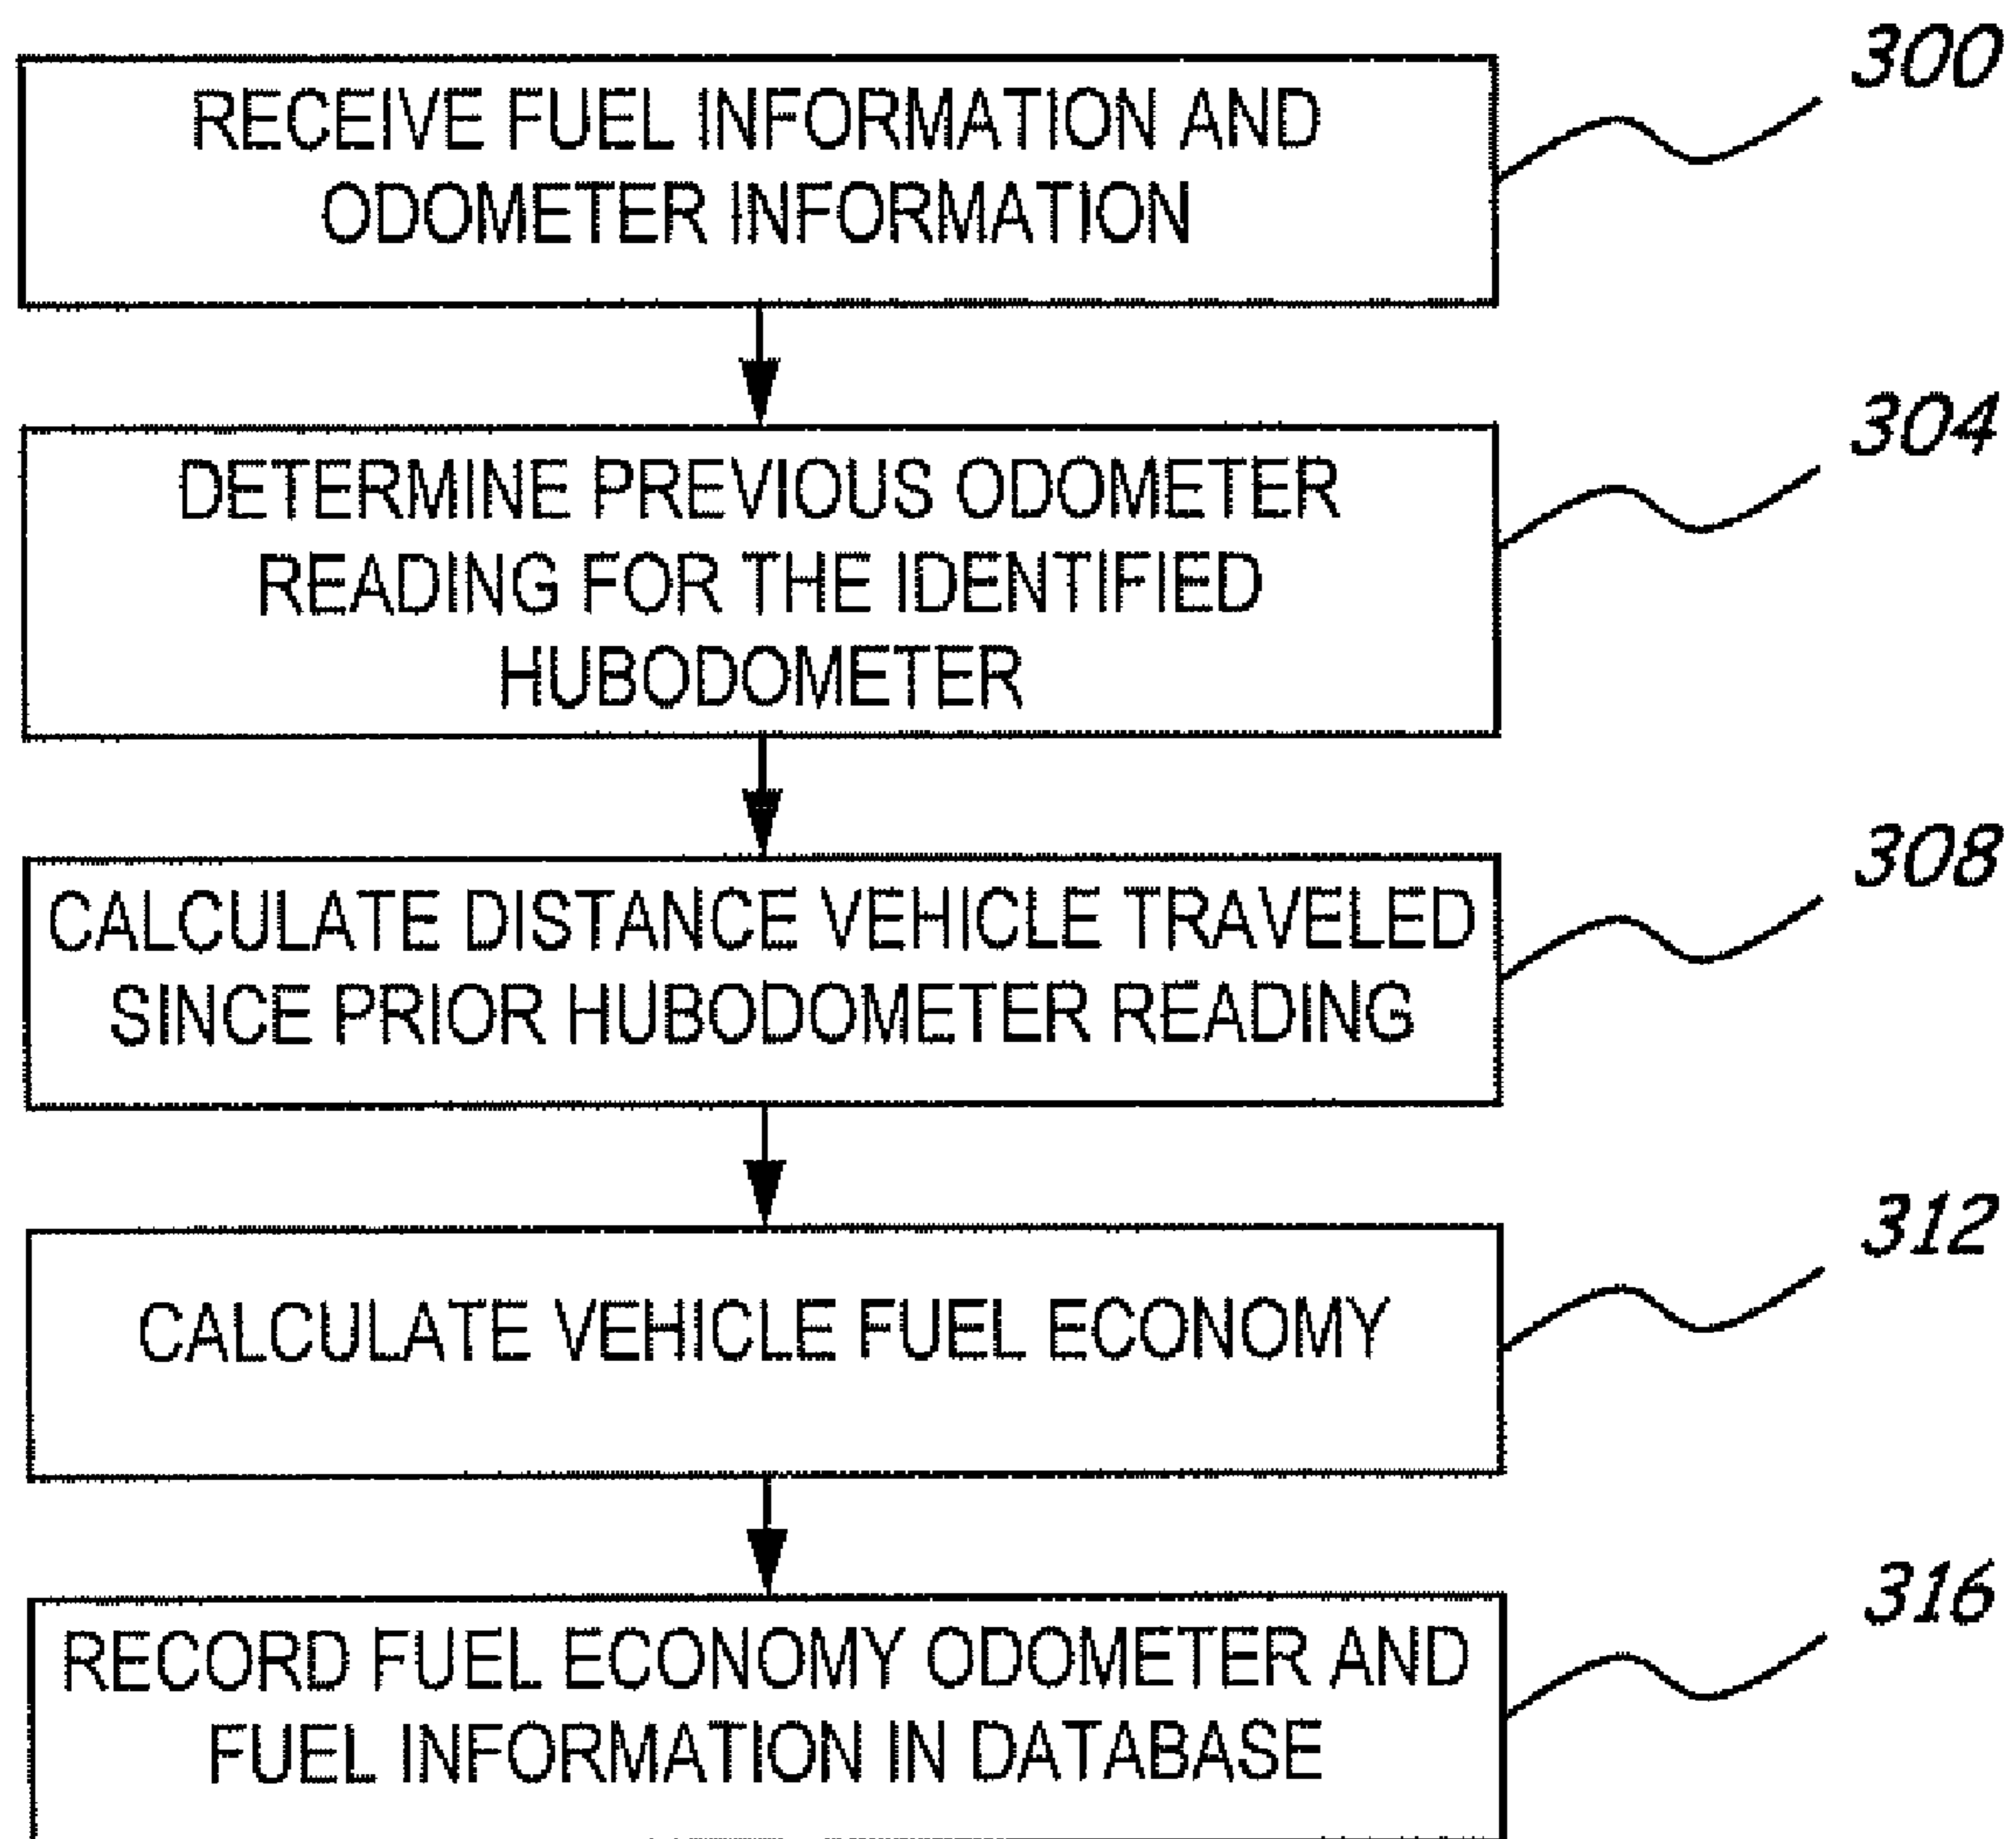 RECEIVE FUEL INFORMATION AND
ODOMETER INFORMATION
300
DETERMINE PREVIOUS ODOMETER
READING FOR THE IDENTIFIED
HUBODOMETER
304
CALCULATE DISTANCE VEHICLE TRAVELED
SINCE PRIOR HUBODOMETER READING
308
CALCULATE VEHICLE FUEL ECONOMY
312
RECORD FUEL ECONOMY ODOMETER AND
FUEL INFORMATION IN DATABASE
316